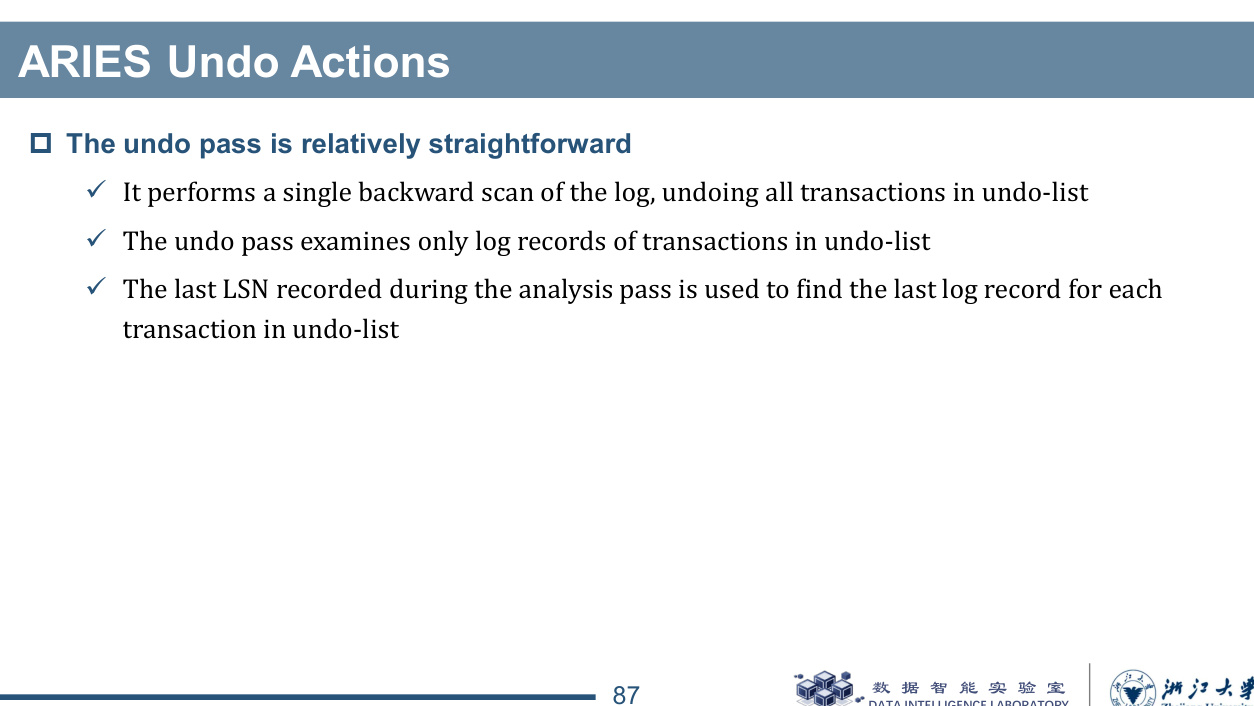 ARIES Undo Actions
The undo pass is relatively straightforward
It performs a single backward scan of the log, undoing all transactions in undo-list
The undo pass examines only log records of transactions in undo-list
The last LSN recorded during the analysis pass is used to find the last log record for each
transaction in undo-list
87
数据智能实验室
DATA INTELLIGENCE LABORATORY
浙江大学